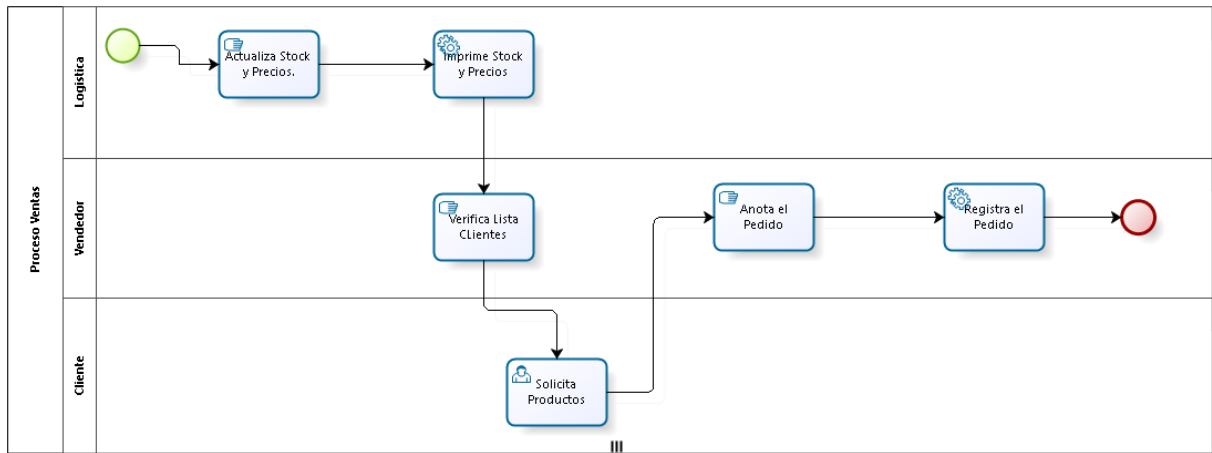 Proceso Ventas
Logística
Actualiza Stock
y Precios.
Imprime Stock
y Precios
Vendedor
Verifica Lista
CLientes
Anota el
Pedido
Registra el
Pedido
Cliente
Solicita
Productos